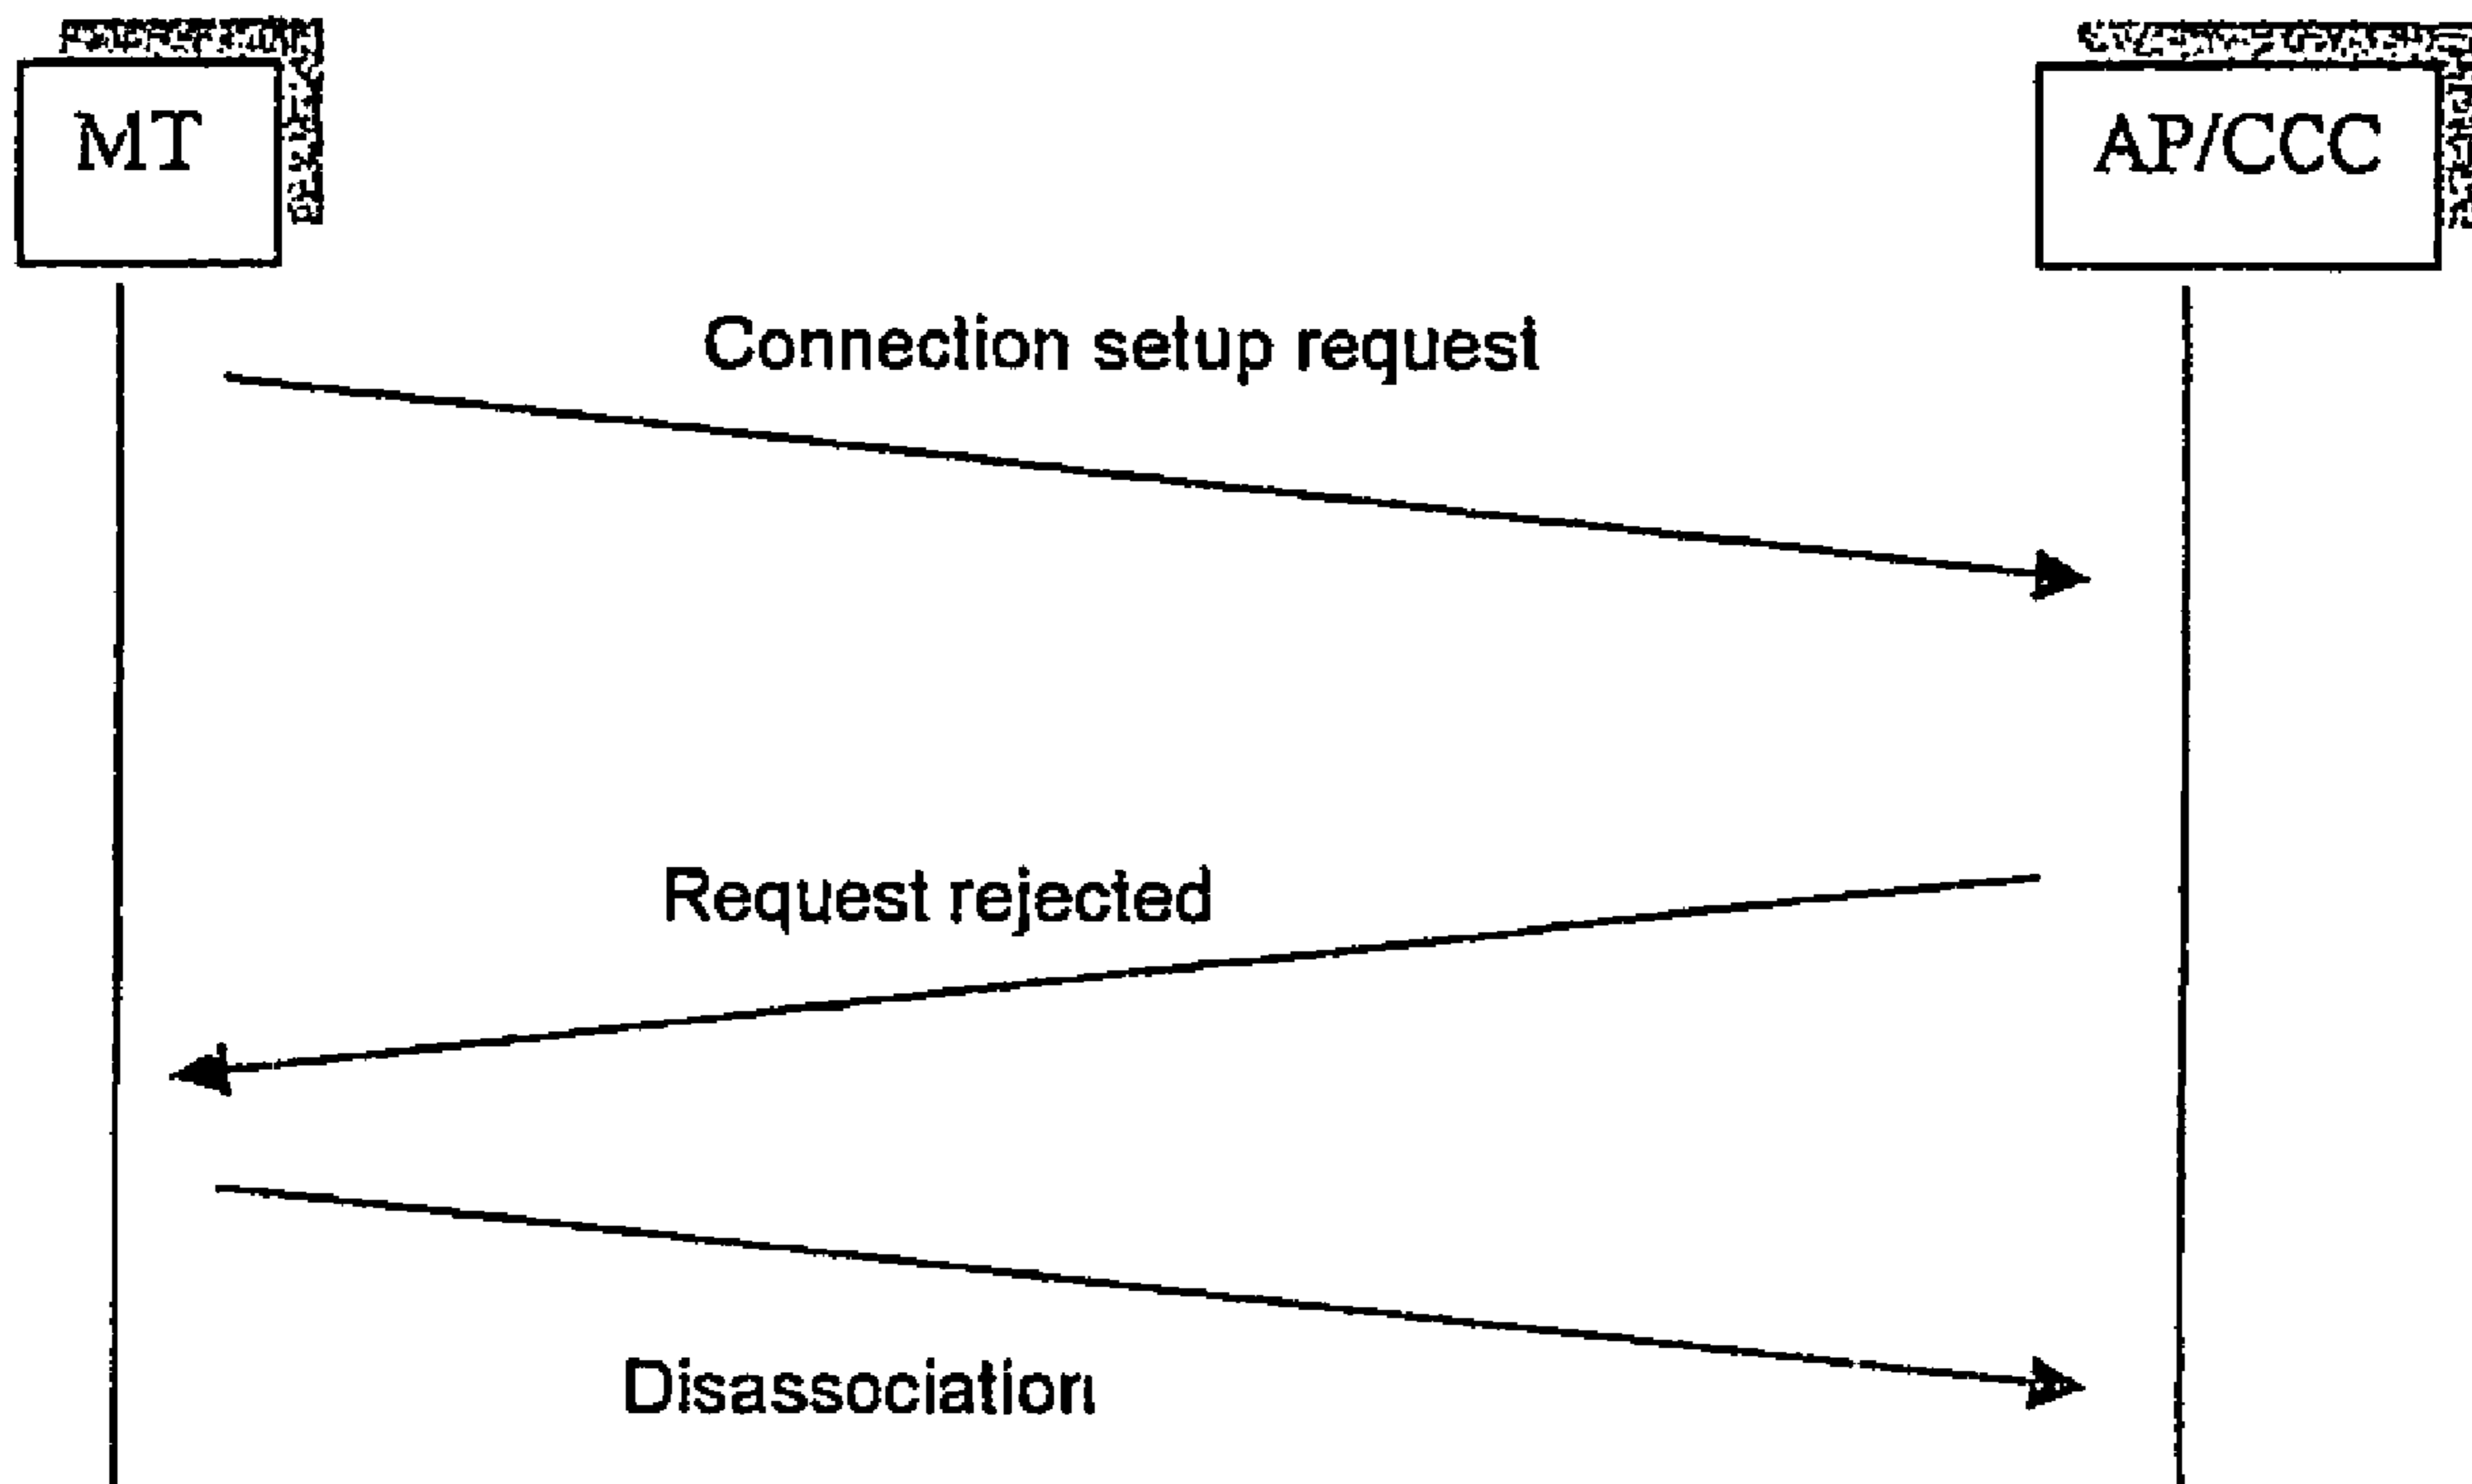 MT
AP/CCC
Connection setup request
Request rejected
Disassociation